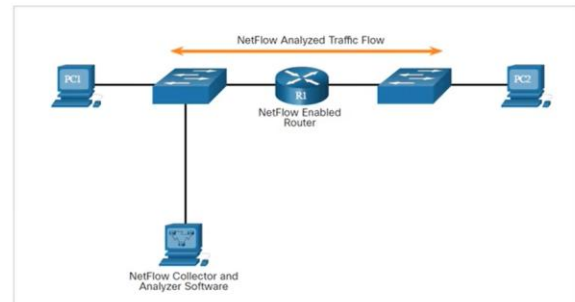 NetFlow Analyzed Traffic Flow
PC1
R1
PC2
NetFlow Enabled
Router
NetFlow Collector and
Analyzer Software